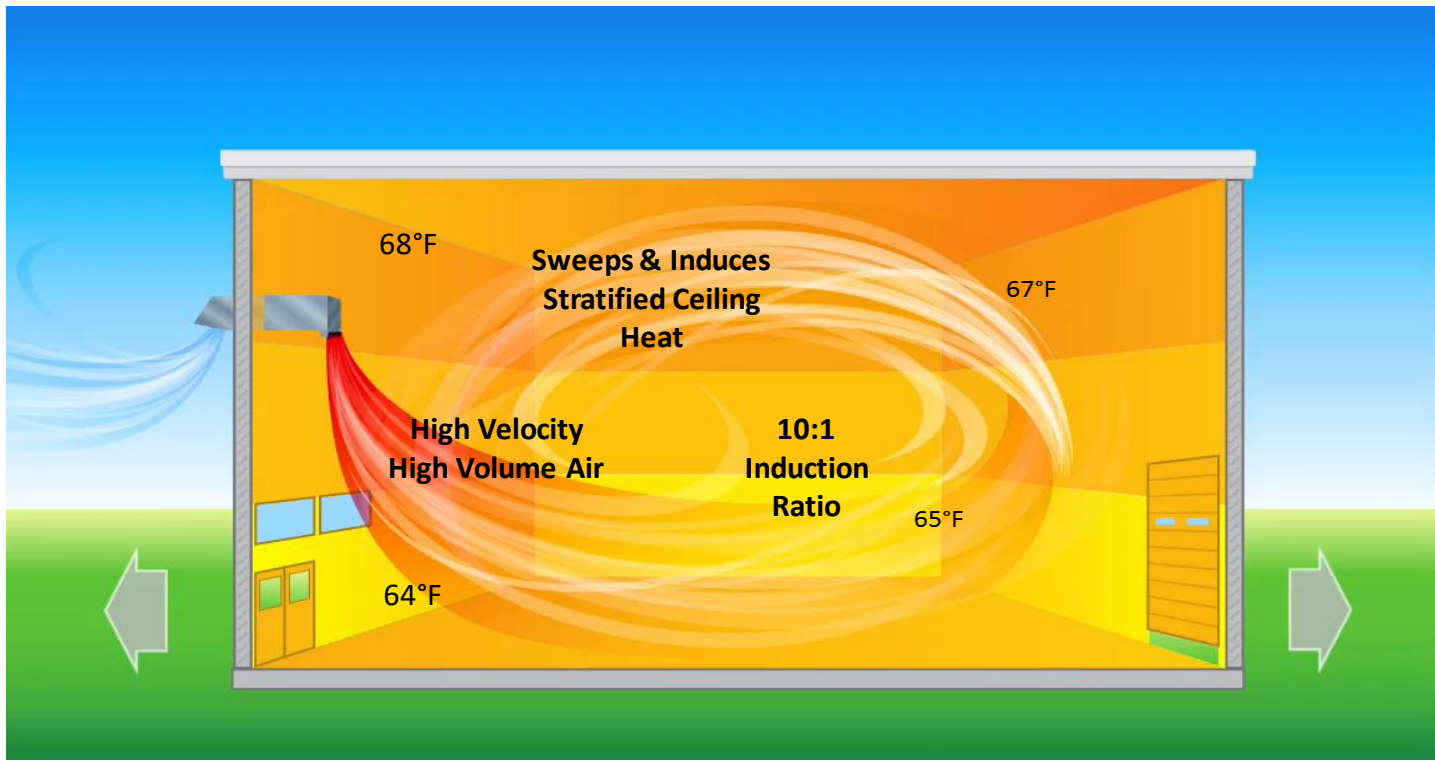 68°F
Sweeps & Induces
Stratified Ceiling
Heat
67°F
High Velocity
High Volume Air
10:1
Induction
Ratio
65°F
64°F